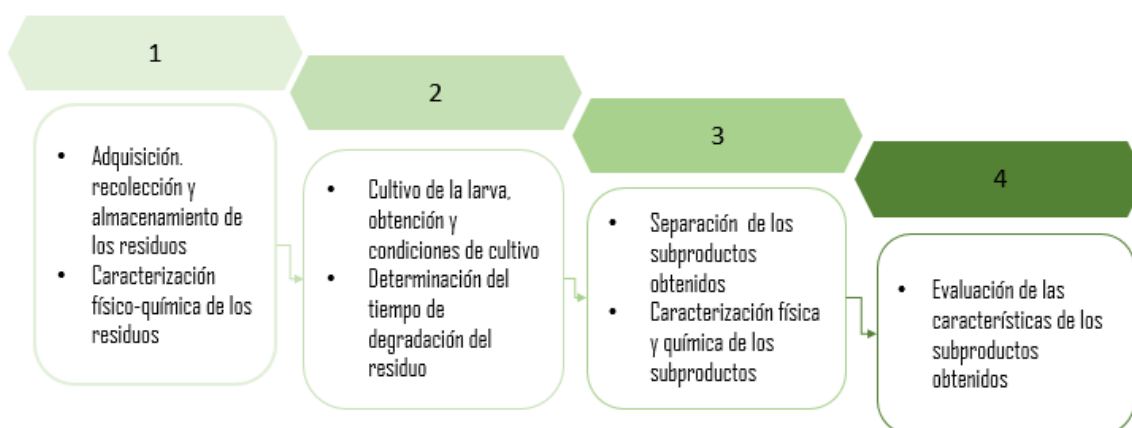 1
• Adquisición.
recolección y
almacenamiento de
los residuos
• Caracterización
físico-química de los
residuos
2
• Cultivo de la larva,
obtención y
condiciones de cultivo
• Determinación del
tiempo de
degradación del
residuo
3
• Separación de los
subproductos
obtenidos
• Caracterización física
y química de los
subproductos
4
• Evaluación de las
características de los
subproductos
obtenidos